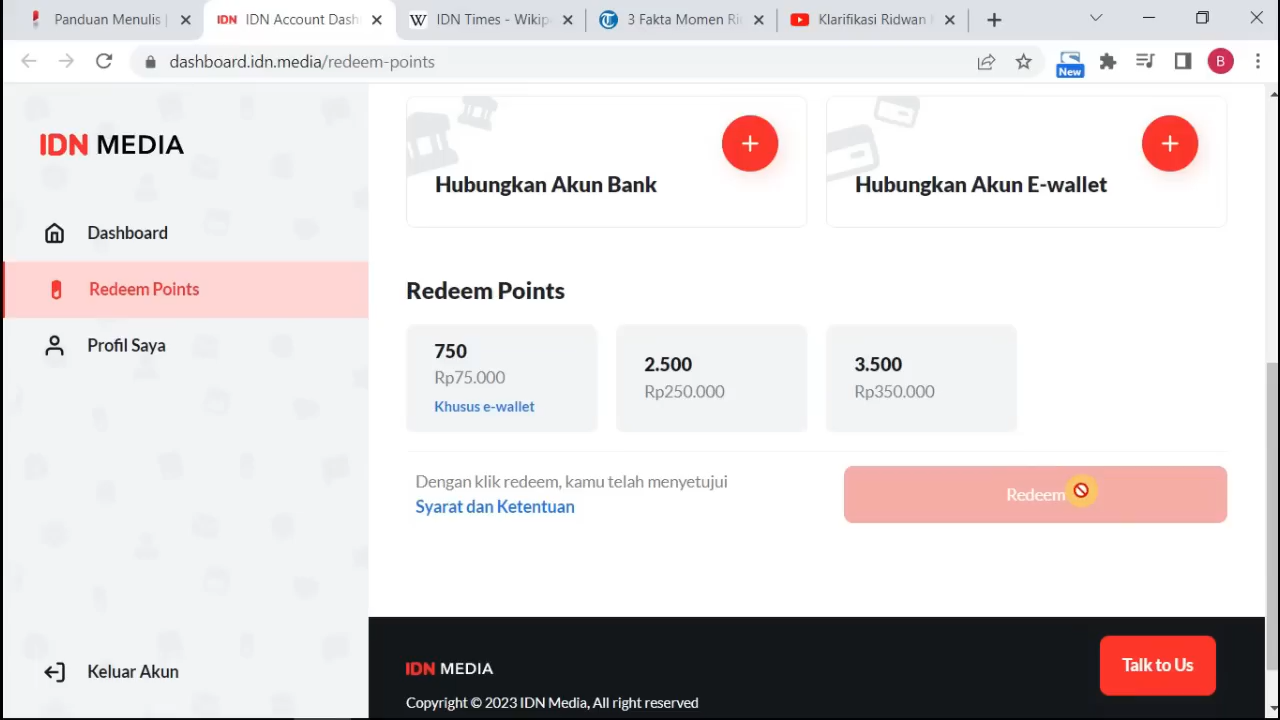 Panduan Menulis
IDN IDN Account Dash
W IDN Times - Wikip
3 Fakta Momen Ri
Klarifikasi Ridwan
dashboard.idn.media/redeem-points
New
B
IDN MEDIA
Dashboard
Redeem Points
Profil Saya
Keluar Akun
Hubungkan Akun Bank
Hubungkan Akun E-wallet
Redeem Points
750
Rp75.000
Khusus e-wallet
2.500
Rp250.000
3.500
Rp350.000
Dengan klik redeem, kamu telah menyetujui
Syarat dan Ketentuan
Redeem
IDN MEDIA
Copyright © 2023 IDN Media, All right reserved
Talk to Us